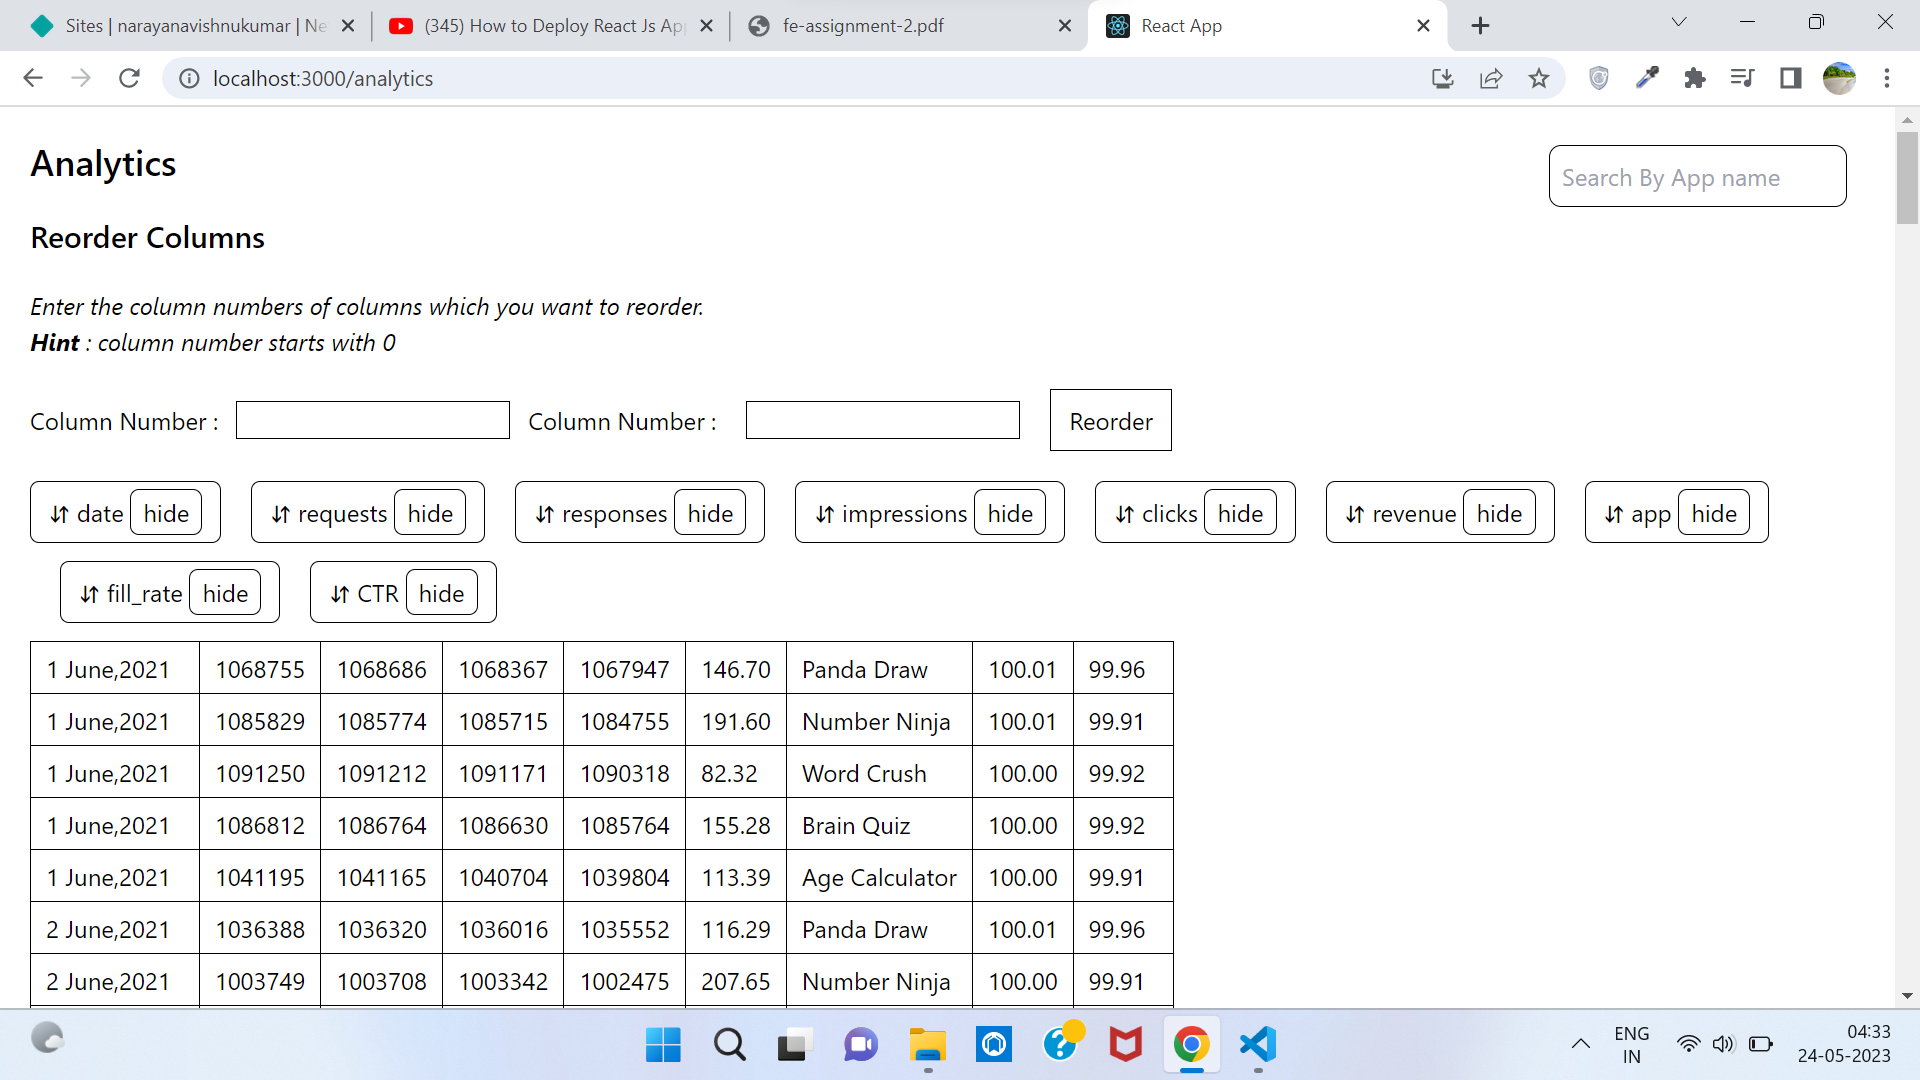 Sites | narayanavishnukumar | Ne
(345) How to Deploy React Js Ap
fe-assignment-2.pdf
React App
localhost:3000/analytics
Analytics
Search By App name
Reorder Columns
Enter the column numbers of columns which you want to reorder.
Hint : column number starts with 0
Column Number : Column Number : Reorder
⇵ date hide ⇵ requests hide ⇵ responses hide ⇵ impressions hide ⇵ clicks hide ⇵ revenue hide ⇵ app hide
⇵ fill_rate hide ⇵ CTR hide
1 June,2021 1068755 1068686 1068367 1067947 146.70 Panda Draw 100.01 99.96
1 June,2021 1085829 1085774 1085715 1084755 191.60 Number Ninja 100.01 99.91
1 June,2021 1091250 1091212 1091171 1090318 82.32 Word Crush 100.00 99.92
1 June,2021 1086812 1086764 1086630 1085764 155.28 Brain Quiz 100.00 99.92
1 June,2021 1041195 1041165 1040704 1039804 113.39 Age Calculator 100.00 99.91
2 June,2021 1036388 1036320 1036016 1035552 116.29 Panda Draw 100.01 99.96
2 June,2021 1003749 1003708 1003342 1002475 207.65 Number Ninja 100.00 99.91
ENG
IN
04:33
24-05-2023